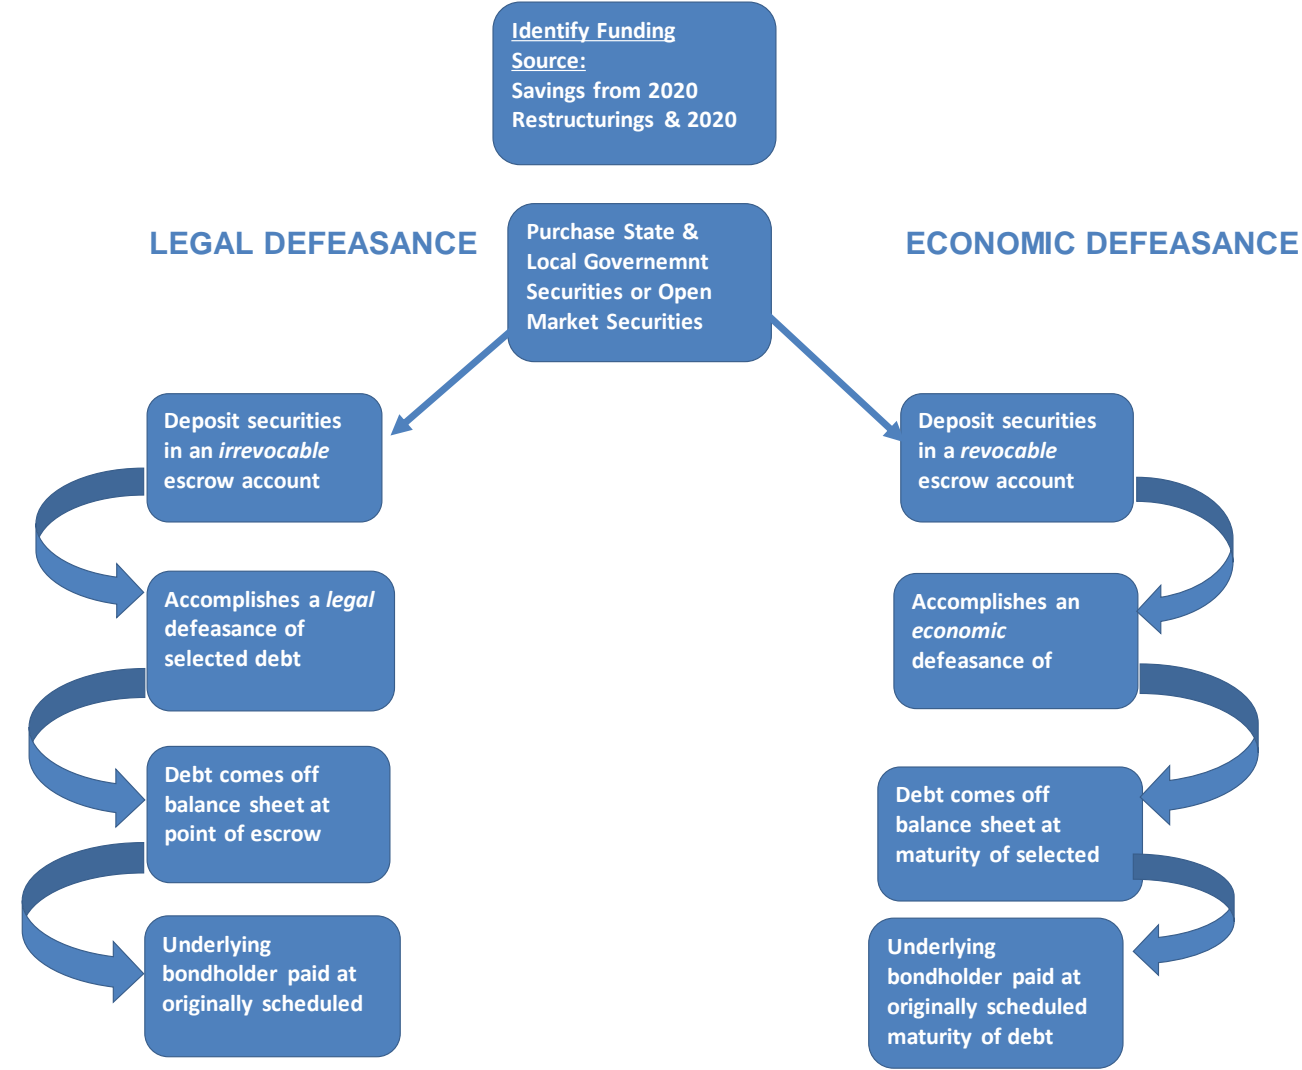 Identify Funding
Source:
Savings from 2020
Restructurings & 2020
LEGAL DEFEASANCE
Purchase State &
Local Governemnt
Securities or Open
Market Securities
ECONOMIC DEFEASANCE
Deposit securities
in an irrevocable
escrow account
Accomplishes a legal
defeasance of
selected debt
Debt comes off
balance sheet at
point of escrow
Underlying
bondholder paid at
originally scheduled
Deposit securities
in a revocable
escrow account
Accomplishes an
economic
defeasance of
Debt comes off
balance sheet at
maturity of selected
Underlying
bondholder paid at
originally scheduled
maturity of debt